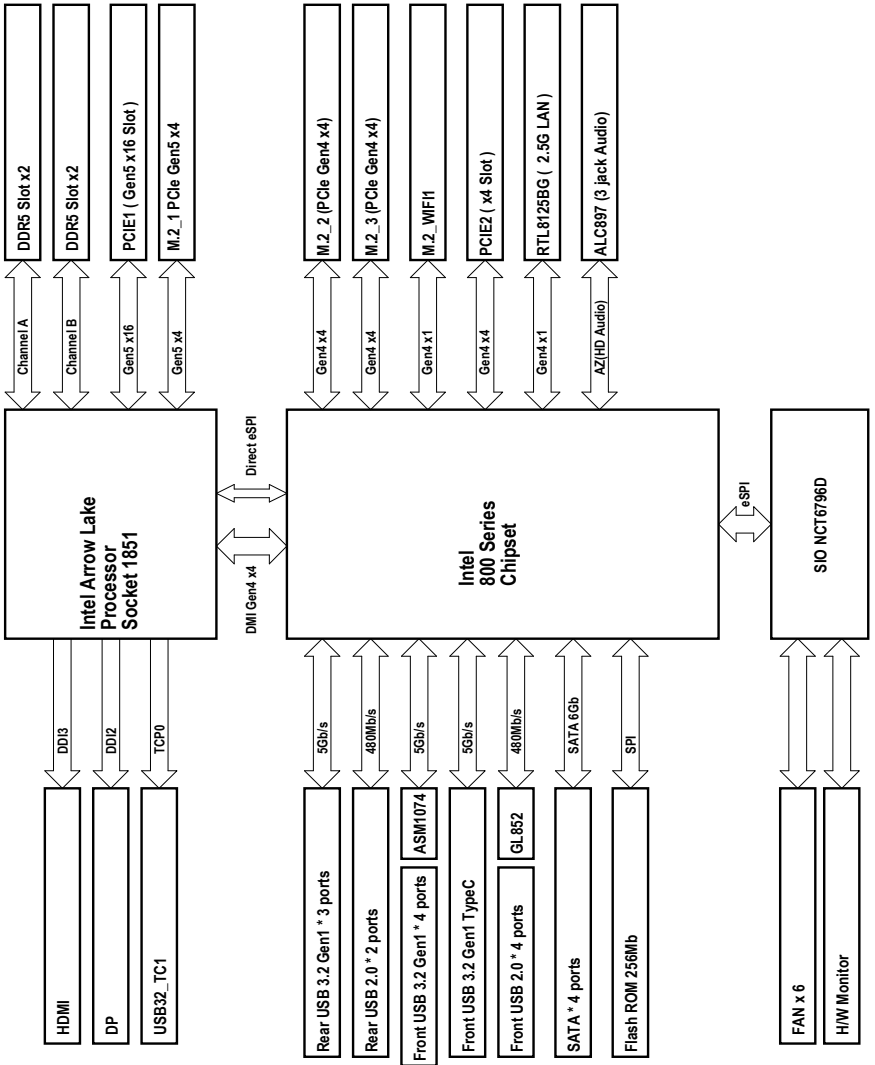 DDR5 Slot x2
DDR5 Slot x2
PCIE1 ( Gen5 x16 Slot )
M.2_1 PCIe Gen5 x4
M.2_2 (PCIe Gen4 x4)
M.2_3 (PCIe Gen4 x4)
M.2_WIFI1
PCIE2 ( x4 Slot )
RTL8125BG ( 2.5G LAN )
ALC897 (3 jack Audio)
Channel A
Channel B
Gen5 x16
Gen5 x4
Gen4 x4
Gen4 x4
Gen4 x1
Gen4 x4
Gen4 x1
AZ(HD Audio)
Intel Arrow Lake
Processor
Socket 1851
Direct eSPI
DMI Gen4 x4
Intel
800 Series
Chipset
eSPI
SIO NCT6796D
DDI3
DDI2
TCP0
5Gb/s
480Mb/s
5Gb/s
5Gb/s
480Mb/s
SATA 6Gb
SPI
HDMI
DP
USB32_TC1
Rear USB 3.2 Gen1 * 3 ports
Rear USB 2.0 * 2 ports
ASM1074
Front USB 3.2 Gen1 * 4 ports
Front USB 3.2 Gen1 TypeC
GL852
Front USB 2.0 * 4 ports
SATA * 4 ports
Flash ROM 256Mb
FAN x 6
H/W Monitor